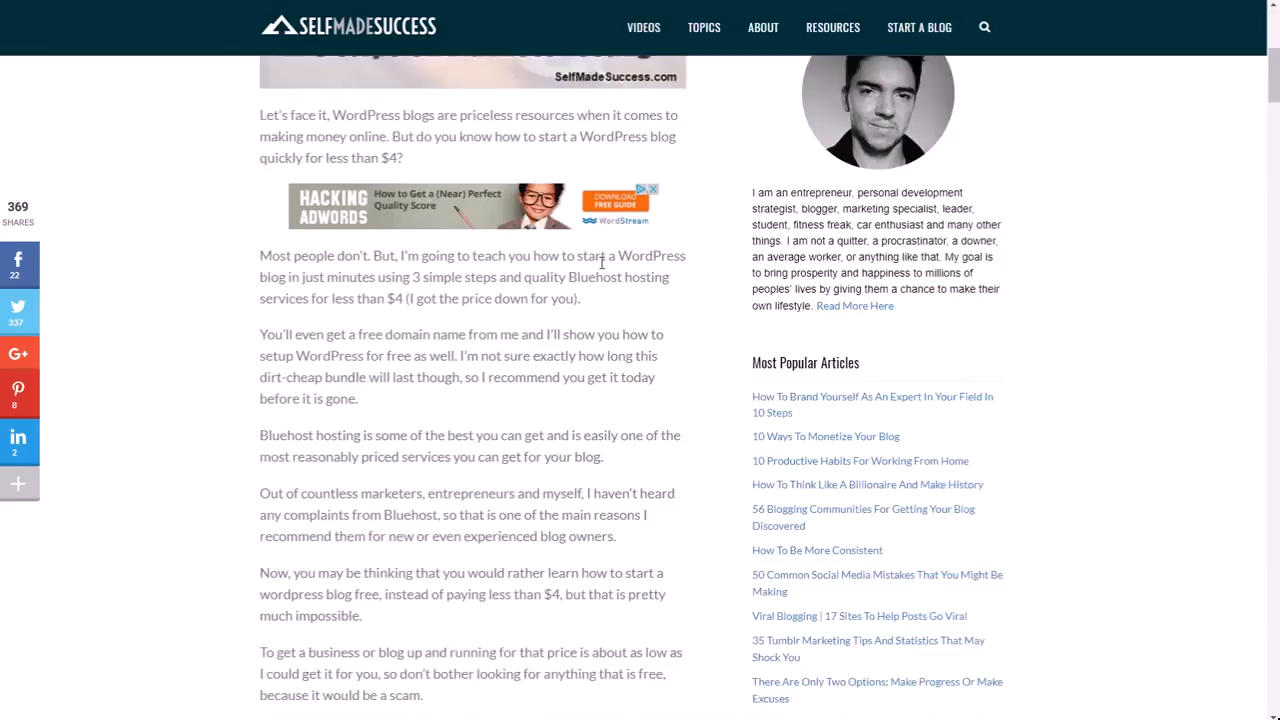 SELFMADESUCCESS
VIDEOS
TOPICS
ABOUT
RESOURCES
START A BLOG
SelfMadeSuccess.com
Let's face it, WordPress blogs are priceless resources when it comes to
making money online. But do you know how to start a WordPress blog
quickly for less than $4?
HACKING
ADWORDS
How to Get a (Near) Perfect
Quality Score
DOWNLOAD
FREE GUIDE
WordStream
Most people don't. But, I'm going to teach you how to start a WordPress
blog in just minutes using 3 simple steps and quality Bluehost hosting
services for less than $4 (I got the price down for you).
You'll even get a free domain name from me and I'll show you how to
setup WordPress for free as well. I'm not sure exactly how long this
dirt-cheap bundle will last though, so I recommend you get it today
before it is gone.
Bluehost hosting is some of the best you can get and is easily one of the
most reasonably priced services you can get for your blog.
Out of countless marketers, entrepreneurs and myself, I haven't heard
any complaints from Bluehost, so that is one of the main reasons I
recommend them for new or even experienced blog owners.
Now, you may be thinking that you would rather learn how to start a
wordpress blog free, instead of paying less than $4, but that is pretty
much impossible.
To get a business or blog up and running for that price is about as low as
I could get it for you, so don't bother looking for anything that is free,
because it would be a scam.
369
SHARES
f
22
337
G+
8
in
2
+
I am an entrepreneur, personal development
strategist, blogger, marketing specialist, leader,
student, fitness freak, car enthusiast and many other
things. I am not a quitter, a procrastinator, a downer,
an average worker, or anything like that. My goal is
to bring prosperity and happiness to millions of
peoples' lives by giving them a chance to make their
own lifestyle. Read More Here
Most Popular Articles
How To Brand Yourself As An Expert In Your Field In
10 Steps
10 Ways To Monetize Your Blog
10 Productive Habits For Working From Home
How To Think Like A Billionaire And Make History
56 Blogging Communities For Getting Your Blog
Discovered
How To Be More Consistent
50 Common Social Media Mistakes That You Might Be
Making
Viral Blogging | 17 Sites To Help Posts Go Viral
35 Tumblr Marketing Tips And Statistics That May
Shock You
There Are Only Two Options: Make Progress Or Make
Excuses